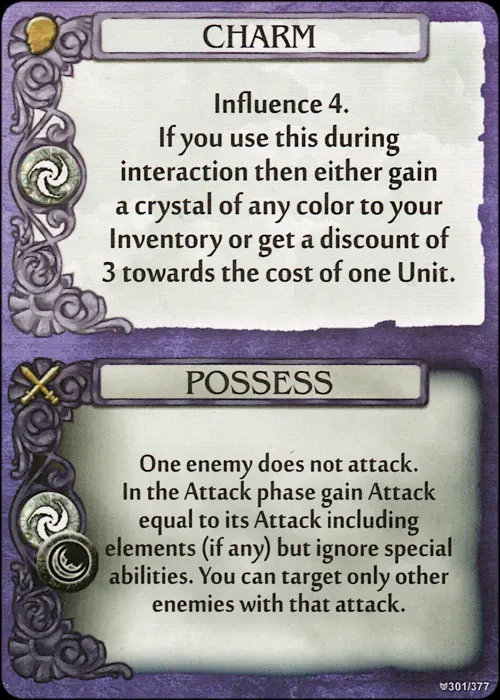 CHARM
Influence 4.
If you use this during
interaction then either gain
a crystal of any color to your
Inventory or get a discount of
3 towards the cost of one Unit.
POSSESS
One enemy does not attack.
In the Attack phase gain Attack
equal to its Attack including
elements (if any) but ignore special
abilities. You can target only other
enemies with that attack.
301/377